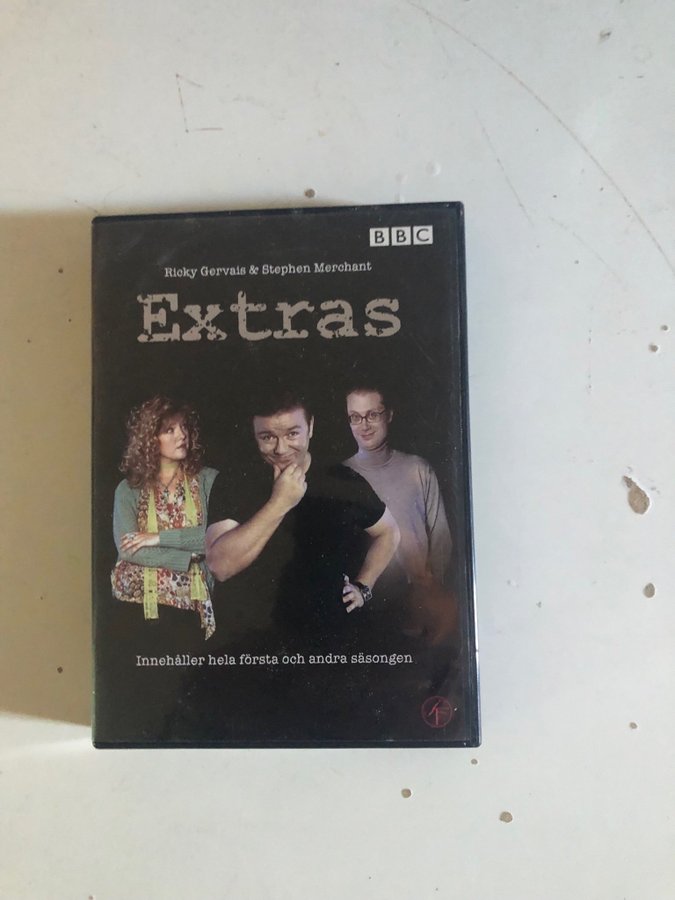 BBC
Ricky Gervais & Stephen Merchant
Extras
Innehåller hela första och andra säsongen